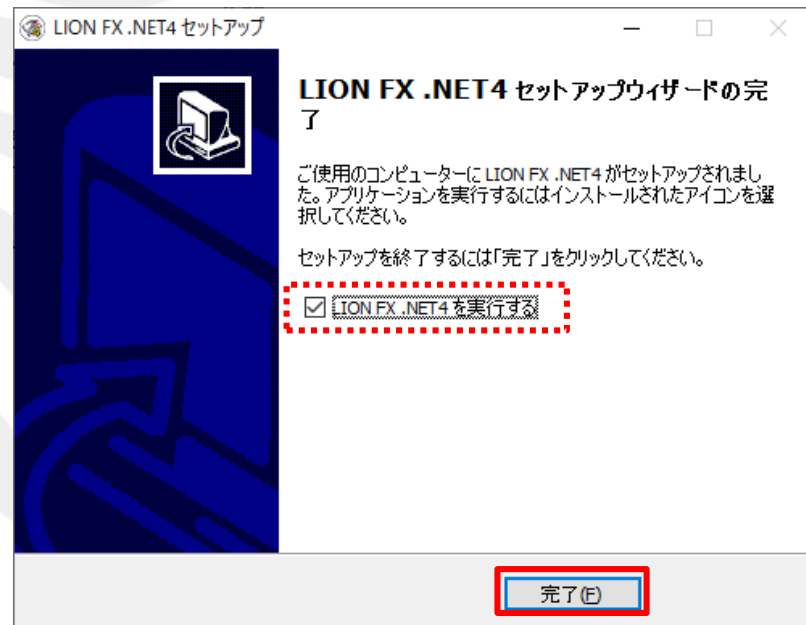 LION FX .NET4 セットアップ
LION FX .NET4 セットアップウィザードの完
了
ご使用のコンピューターに LION FX .NET4 がセットアップされまし
た。アプリケーションを実行するにはインストールされたアイコンを選
択してください。
セットアップを終了するには「完了」をクリックしてください。
LION FX .NET4 を実行する
完了(F)